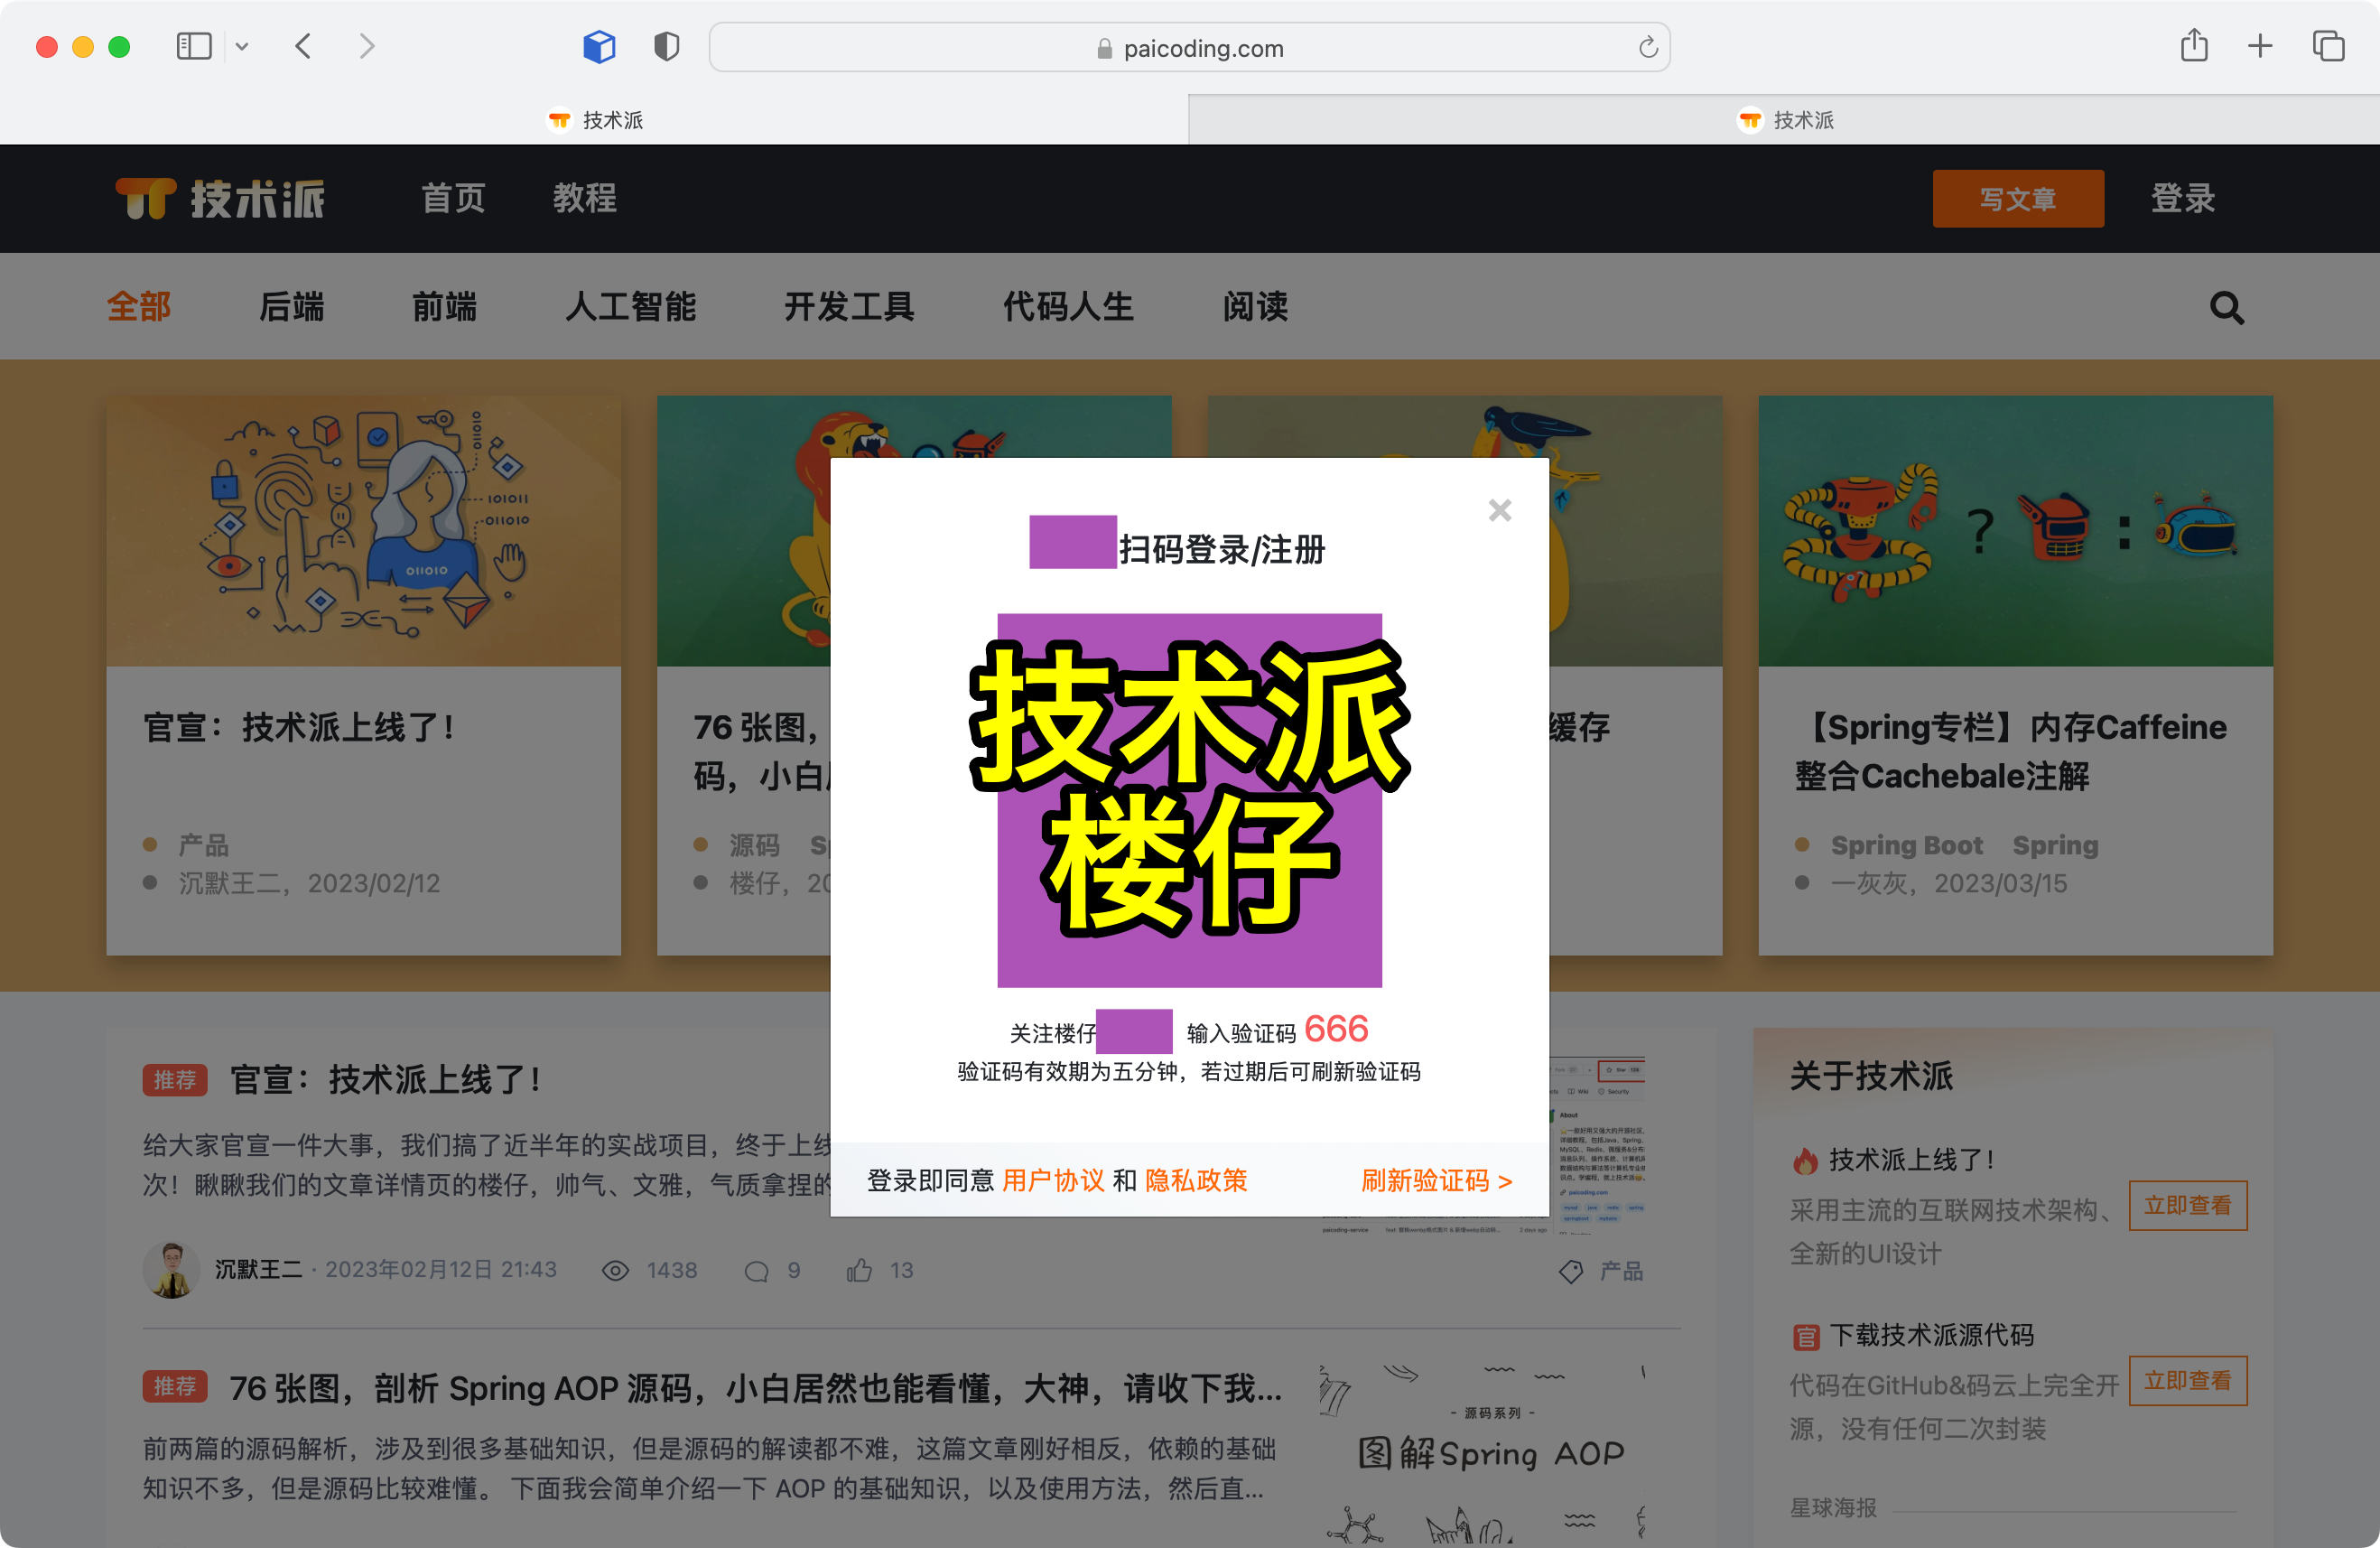 paicoding.com
技术派
技术派
技术派
首页
教程
写文章
登录
全部
后端
前端
人工智能
开发工具
代码人生
阅读
011010
101011
011010
? :
官宣：技术派上线了！
产品
沉默王二，2023/02/12
76 张图，
码，小白
源码
楼仔，
缓存
【Spring专栏】内存Caffeine
整合Cachebale注解
Spring Boot Spring
一灰灰，2023/03/15
扫码登录/注册
×
技术派
楼仔
关注楼仔 输入验证码 666
验证码有效期为五分钟，若过期后可刷新验证码
登录即同意 用户协议 和 隐私政策
刷新验证码 >
推荐 官宣：技术派上线了！
给大家官宣一件大事，我们搞了近半年的实战项目，终于上线
次！瞅瞅我们的文章详情页的楼仔，帅气、文雅，气质拿捏的
沉默王二 · 2023年02月12日 21:43 1438 9 13
产品
Star
Wiki
Security
About
paicoding.com
paicoding-service
2 days ago
推荐 76 张图，剖析 Spring AOP 源码，小白居然也能看懂，大神，请收下我...
前两篇的源码解析，涉及到很多基础知识，但是源码的解读都不难，这篇文章刚好相反，依赖的基础
知识不多，但是源码比较难懂。 下面我会简单介绍一下 AOP 的基础知识，以及使用方法，然后直...
- 源码系列 -
图解Spring AOP
关于技术派
技术派上线了！
采用主流的互联网技术架构、
全新的UI设计
立即查看
官 下载技术派源代码
代码在GitHub&码云上完全开
源，没有任何二次封装
立即查看
星球海报